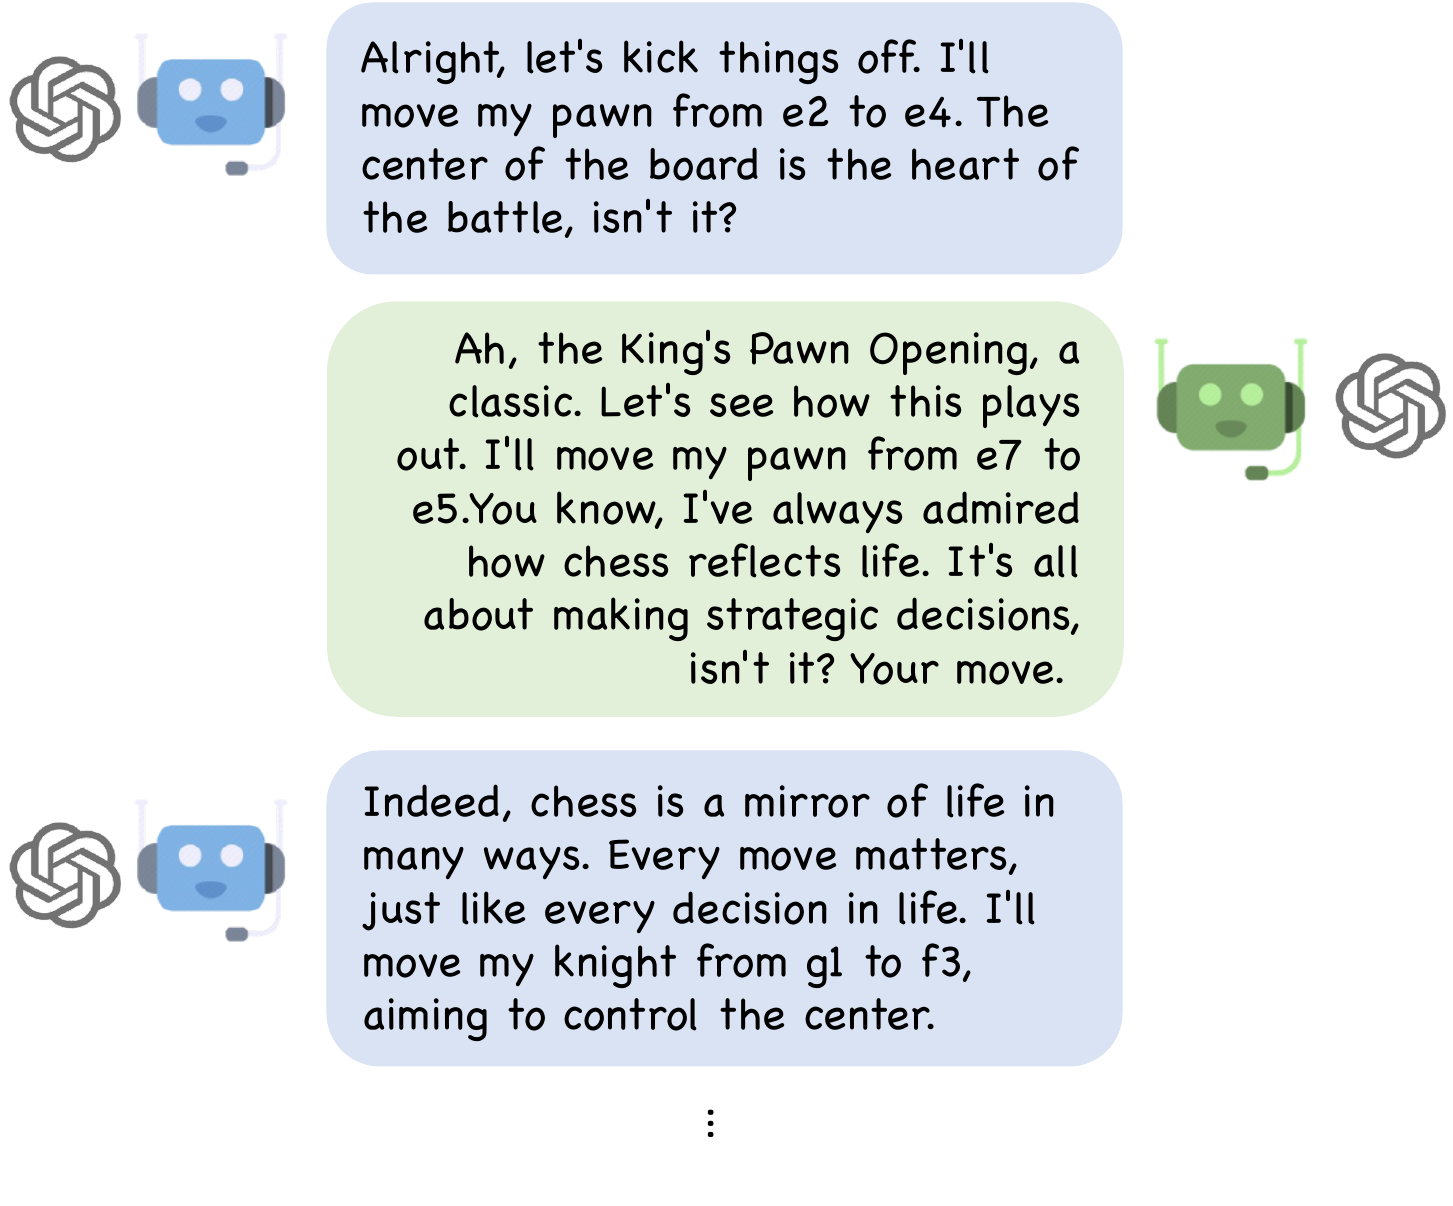 Alright, let's kick things off. I'll
move my pawn from e2 to e4. The
center of the board is the heart of
the battle, isn't it?
Ah, the King's Pawn Opening, a
classic. Let's see how this plays
out. I'll move my pawn from e7 to
e5.You know, I've always admired
how chess reflects life. It's all
about making strategic decisions,
isn't it? Your move.
Indeed, chess is a mirror of life in
many ways. Every move matters,
just like every decision in life. I'll
move my knight from g1 to f3,
aiming to control the center.
⋮